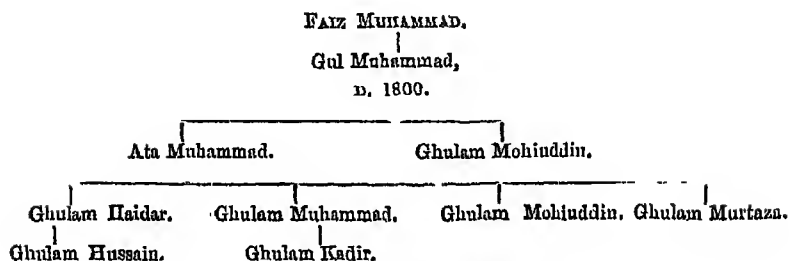 FAIZ MUHAMMAD.
Gul Muhammad,
D. 1800.
Ata Muhammad. Ghulam Mohiuddin.
Ghulam Haidar. Ghulam Muhammad. Ghulam Mohiuddin. Ghulam Murtaza.
Ghulam Hussain. Ghulam Kadir.